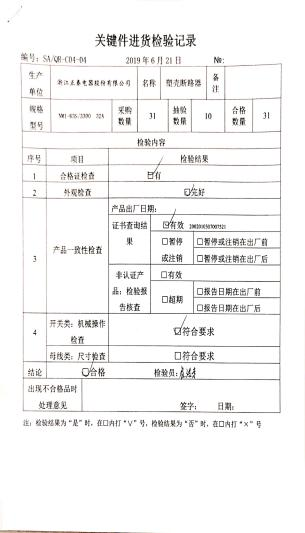 关键件进货检验记录
编号：SA/QR-C04-04 2019年6月21日 №:
生产单位 浙江正泰电器股份有限公司 名称 塑壳断路器 备注
规格型号 NM1-63S/3300 32A 采购数量 31 抽验数量 10 合格数量 31
检验内容
序号 项目 检验结果
1 合格证检查 ☑有
2 外观检查 ☑完好
3 产品一致性检查 产品出厂日期：
证书查询结果 ☑有效 2002010307007521
□暂停或注销 □暂停或注销在出厂前
□暂停或注销在出厂后
非认证产品：检验报告核查 □有效
□超期 □报告日期在出厂前
□报告日期在出厂后
4 开关类：机械操作检查 ☑符合要求
母线类：尺寸检查 □符合要求
结论 ☑合格 检验员：
出现不合格品时处理意见
签字： 日期：
注：检验结果为“是”时，在□内打“V”号，检验结果为“否”时，在□内打“×”号